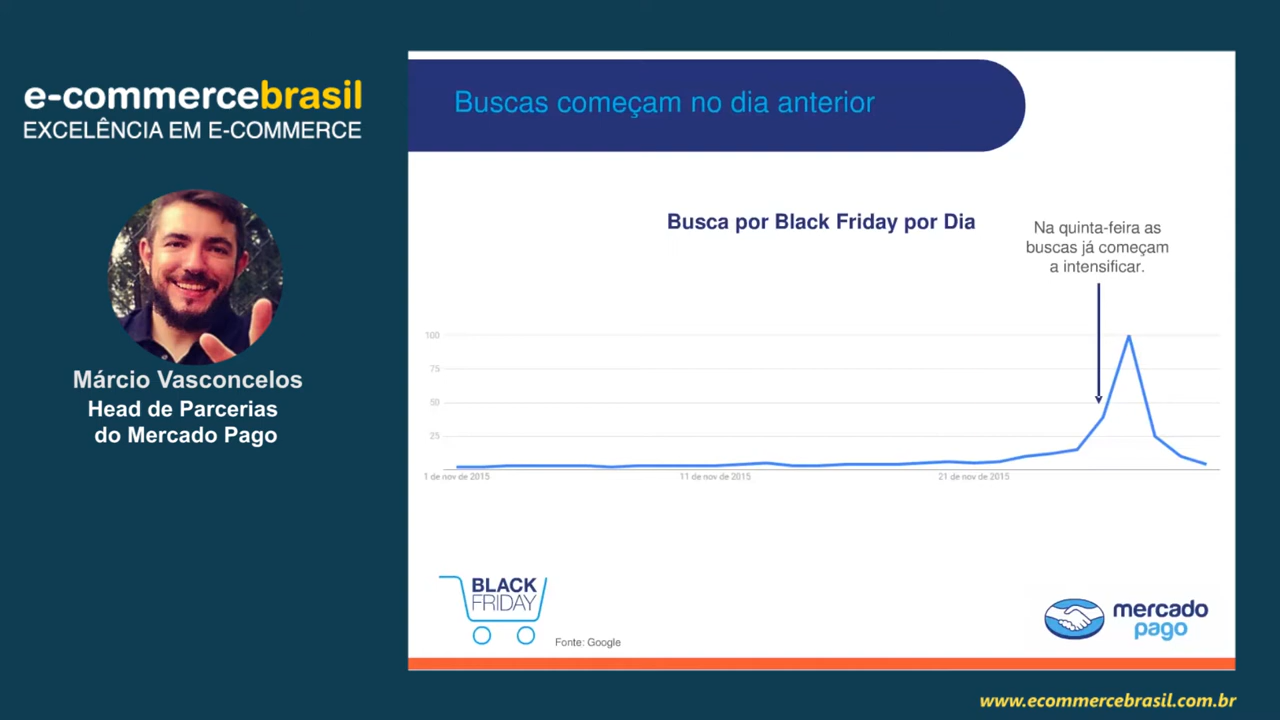 e-commercebrasil
EXCELÊNCIA EM E-COMMERCE
Márcio Vasconcelos
Head de Parcerias
do Mercado Pago
Buscas começam no dia anterior
Busca por Black Friday por Dia
Na quinta-feira as
buscas já começam
a intensificar.
100
75
50
25
1 de nov de 2015
11 de nov de 2015
21 de nov de 2015
BLACK
FRIDAY
Fonte: Google
mercado
pago
www.ecommercebrasil.com.br